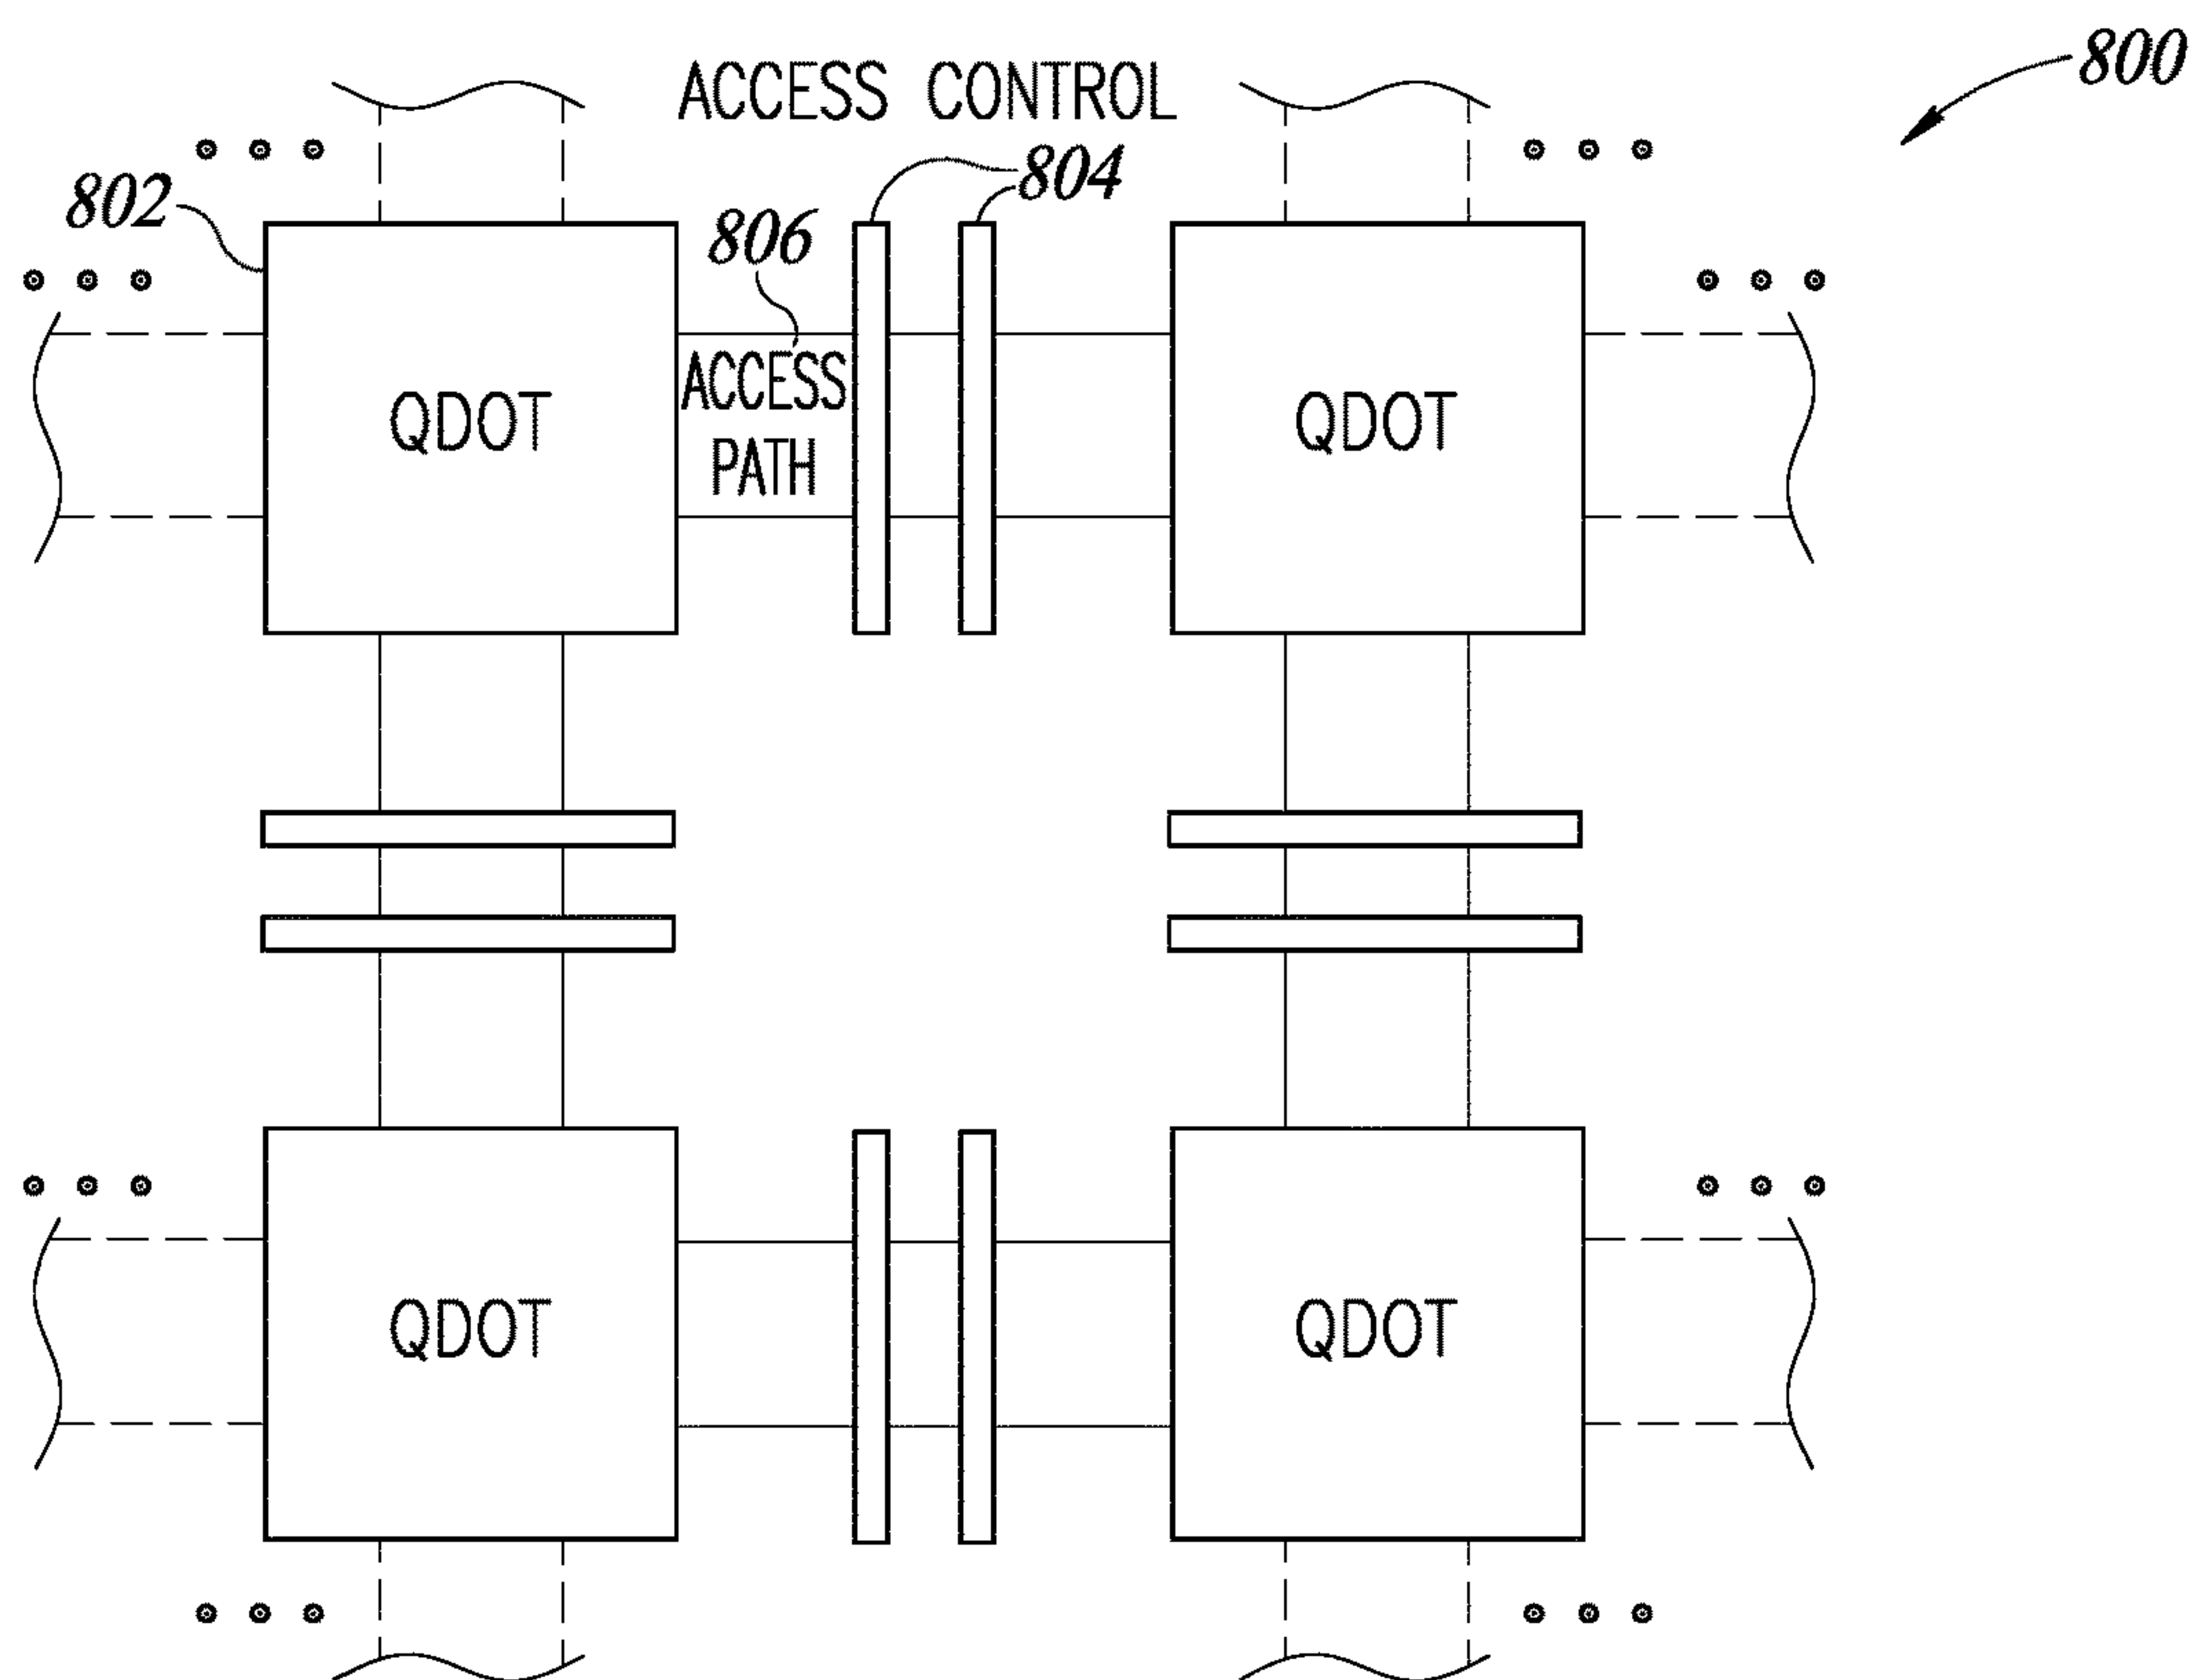 800
ACCESS CONTROL
804
802
806
QDOT
ACCESS
PATH
QDOT
QDOT
QDOT